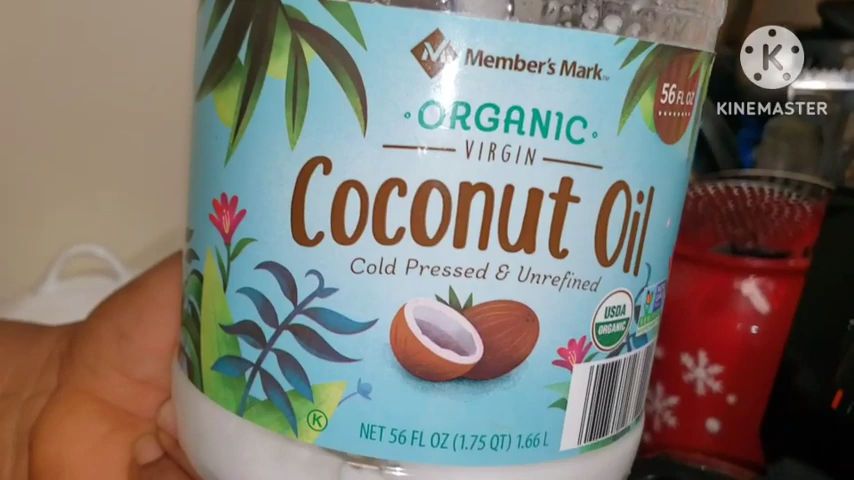 Member's Mark™
56 FL OZ
ORGANIC
VIRGIN
Coconut Oil
Cold Pressed & Unrefined
USDA
ORGANIC
K
NET 56 FL OZ (1.75 QT) 1.66 L
K
KINEMASTER